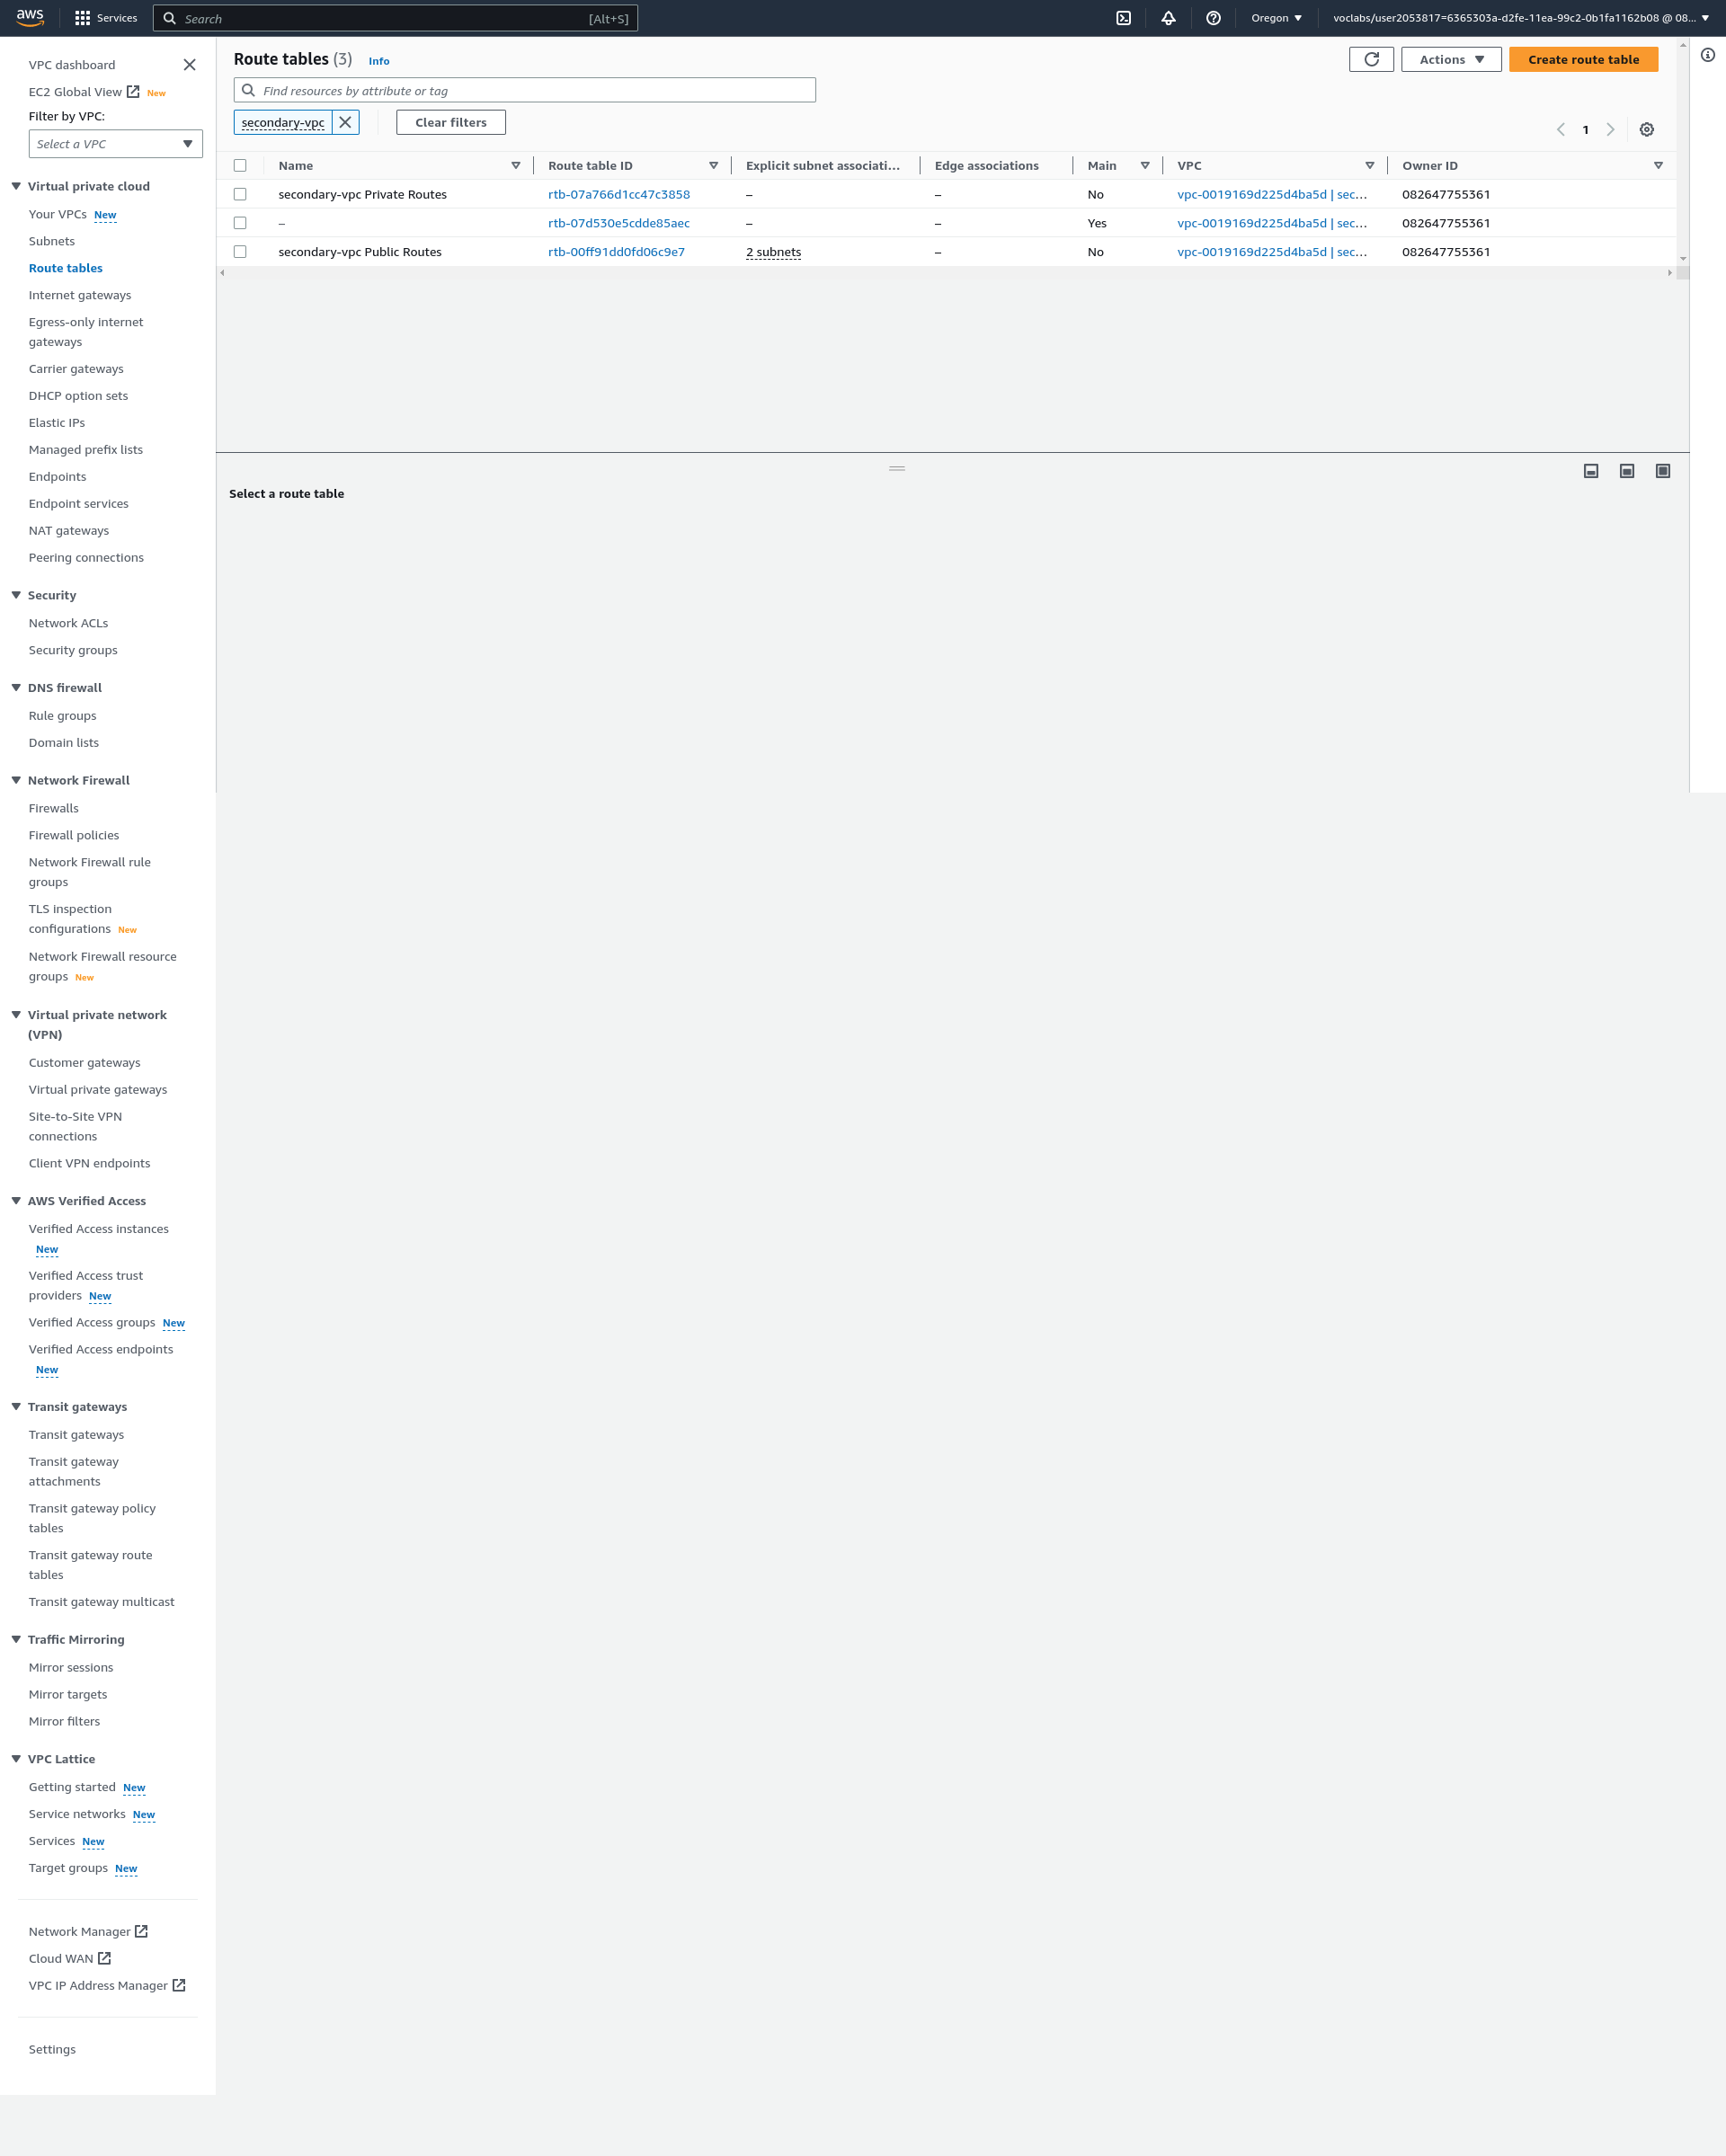 aws
Services
Search
[Alt+S]
Oregon
voclabs/user2053817=6365303a-d2fe-11ea-99c2-0b1fa1162b08 @ 08...
VPC dashboard
EC2 Global View New
Filter by VPC:
Select a VPC
Virtual private cloud
Your VPCs New
Subnets
Route tables
Internet gateways
Egress-only internet
gateways
Carrier gateways
DHCP option sets
Elastic IPs
Managed prefix lists
Endpoints
Endpoint services
NAT gateways
Peering connections
Security
Network ACLs
Security groups
DNS firewall
Rule groups
Domain lists
Network Firewall
Firewalls
Firewall policies
Network Firewall rule
groups
TLS inspection
configurations New
Network Firewall resource
groups New
Virtual private network
(VPN)
Customer gateways
Virtual private gateways
Site-to-Site VPN
connections
Client VPN endpoints
AWS Verified Access
Verified Access instances
New
Verified Access trust
providers New
Verified Access groups New
Verified Access endpoints
New
Transit gateways
Transit gateways
Transit gateway
attachments
Transit gateway policy
tables
Transit gateway route
tables
Transit gateway multicast
Traffic Mirroring
Mirror sessions
Mirror targets
Mirror filters
VPC Lattice
Getting started New
Service networks New
Services New
Target groups New
Network Manager
Cloud WAN
VPC IP Address Manager
Settings
Route tables (3) Info
Actions
Create route table
Find resources by attribute or tag
secondary-vpc
Clear filters
1
Name Route table ID Explicit subnet associati... Edge associations Main VPC Owner ID
secondary-vpc Private Routes rtb-07a766d1cc47c3858 – – No vpc-0019169d225d4ba5d | sec... 082647755361
– rtb-07d530e5cdde85aec – – Yes vpc-0019169d225d4ba5d | sec... 082647755361
secondary-vpc Public Routes rtb-00ff91dd0fd06c9e7 2 subnets – No vpc-0019169d225d4ba5d | sec... 082647755361
Select a route table